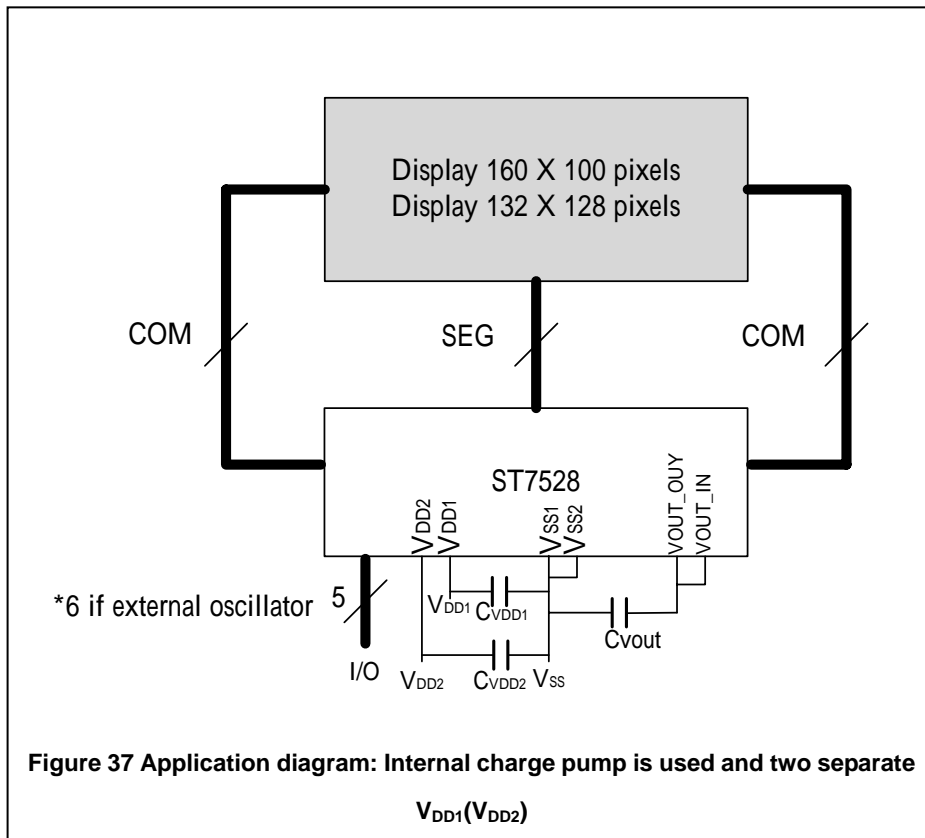 Display 160 X 100 pixels
Display 132 X 128 pixels
COM
SEG
COM
ST7528
VDD2
VDD1
VSS1
VSS2
VOUT_OUY
VOUT_IN
*6 if external oscillator
5
I/O
VDD1
CVDD1
Cvout
VDD2
CVDD2
VSS
Figure 37 Application diagram: Internal charge pump is used and two separate
VDD1(VDD2)